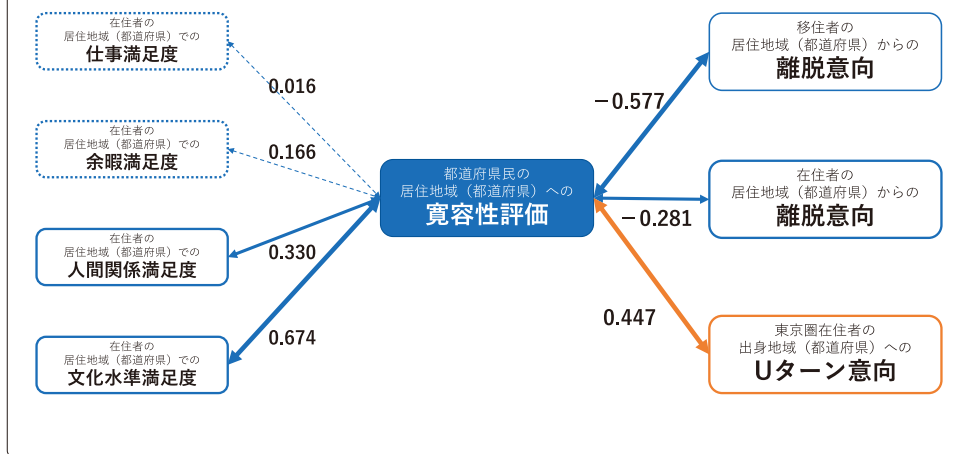 在住者の
居住地域（都道府県）での
仕事満足度
0.016
在住者の
居住地域（都道府県）での
余暇満足度
0.166
在住者の
居住地域（都道府県）での
人間関係満足度
0.330
在住者の
居住地域（都道府県）での
文化水準満足度
0.674
都道府県民の
居住地域（都道府県）への
寛容性評価
移住者の
居住地域（都道府県）からの
離脱意向
−0.577
在住者の
居住地域（都道府県）からの
離脱意向
−0.281
東京圏在住者の
出身地域（都道府県）への
Uターン意向
0.447